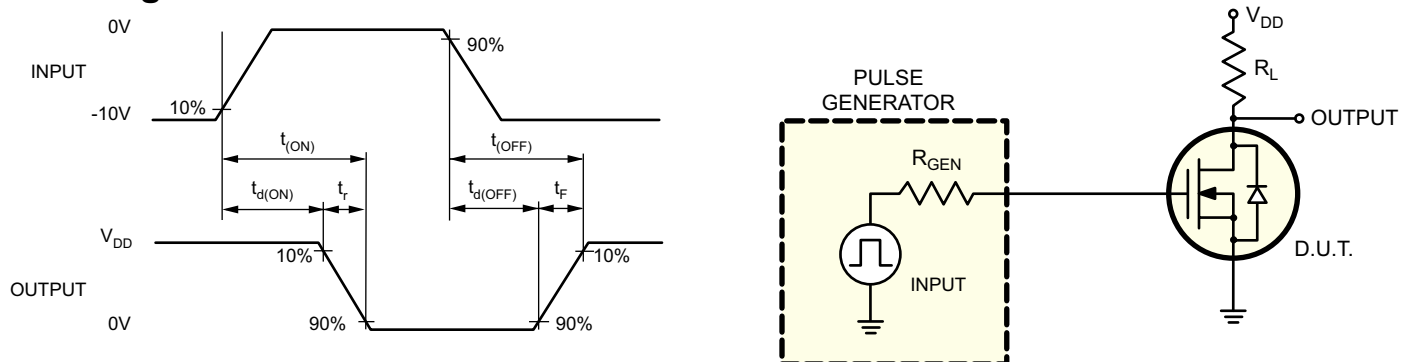 0V
INPUT
-10V
10%
90%
t(ON)
t(OFF)
td(ON)
tr
td(OFF)
tF
VDD
10%
10%
OUTPUT
0V
90%
90%
PULSE
GENERATOR
RGEN
INPUT
VDD
RL
OUTPUT
D.U.T.